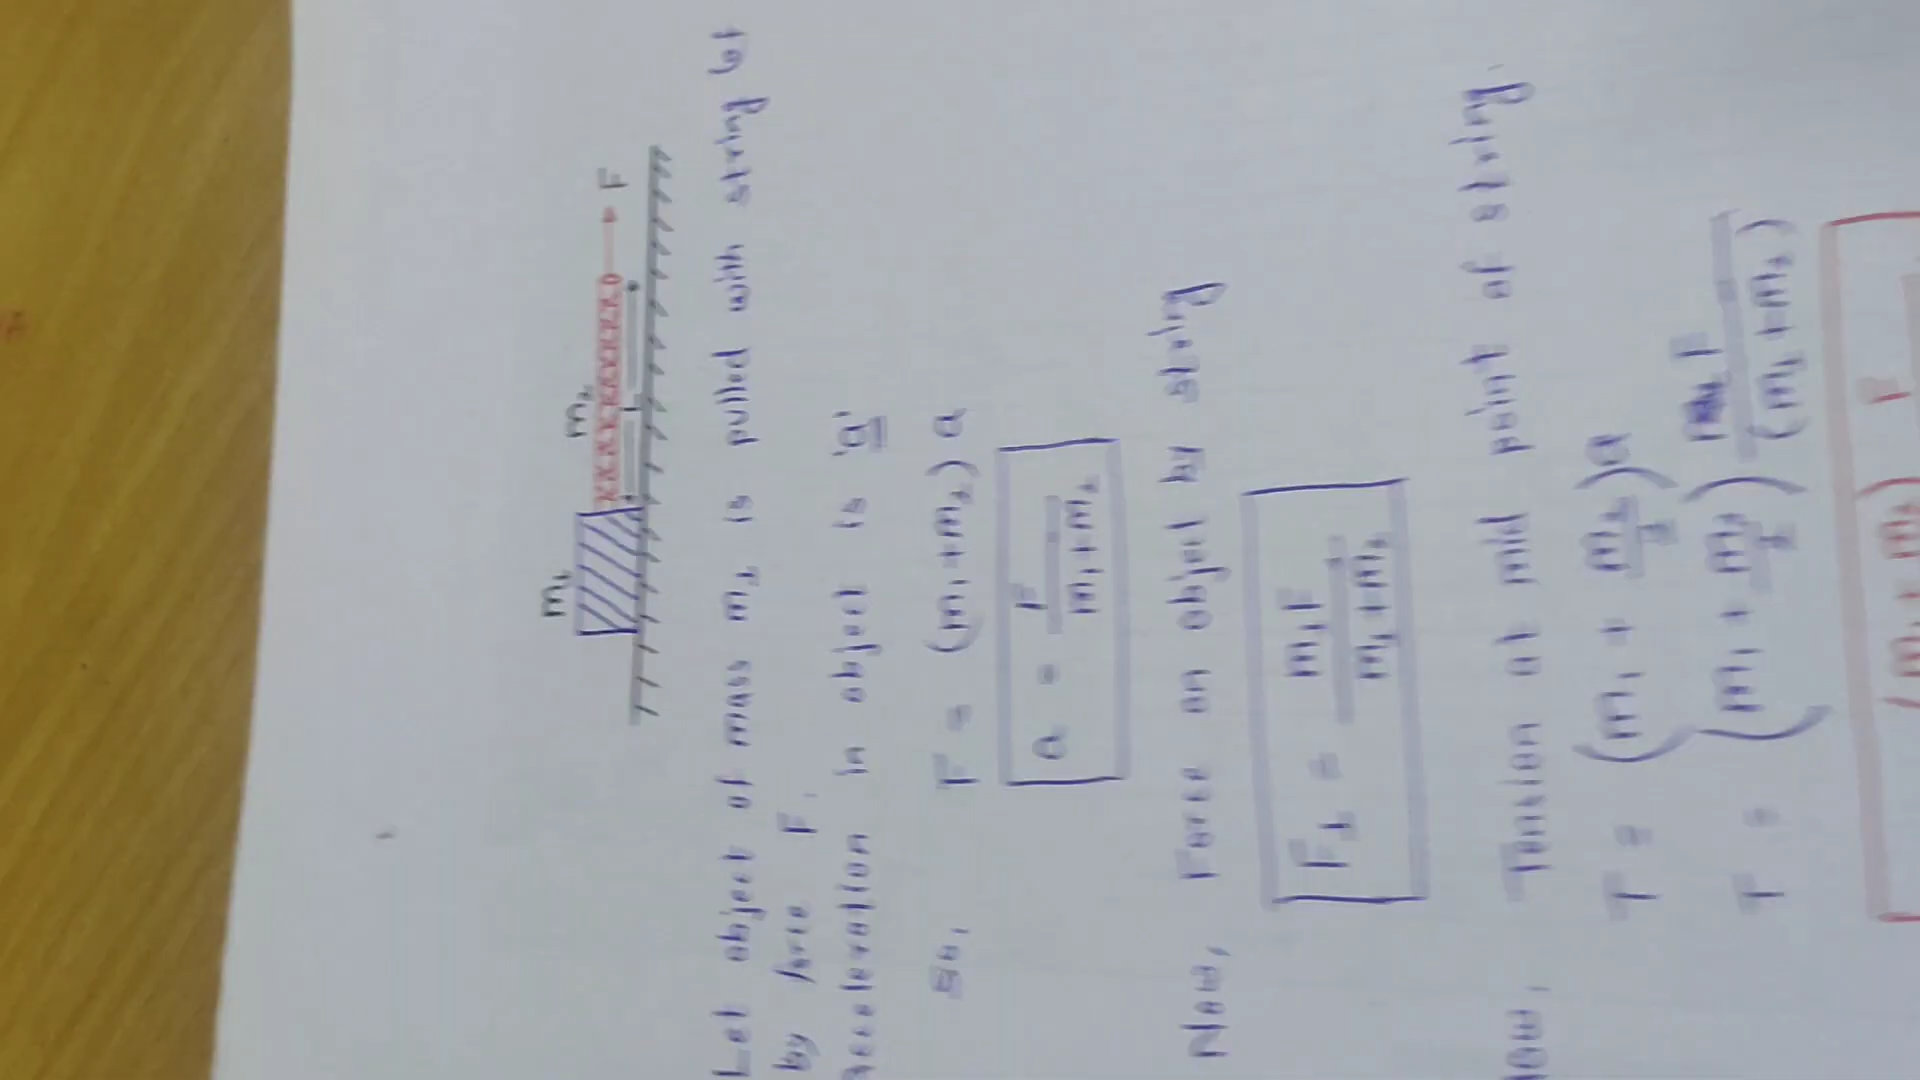 m₁
m₂
F
L
Let object of mass m₂ is pulled with string let
by force F,
Acceleration in object is 'a'
So, F = (m₁+m₂) a
a = F / m₁+m₂
Now, Force on object by string
F₁ = m₁F / m₁+m₂
Now, Tension at mid point of string.
T = (m₁ + m₂/2) a
T = (m₁ + m₂/2) F / (m₁+m₂)